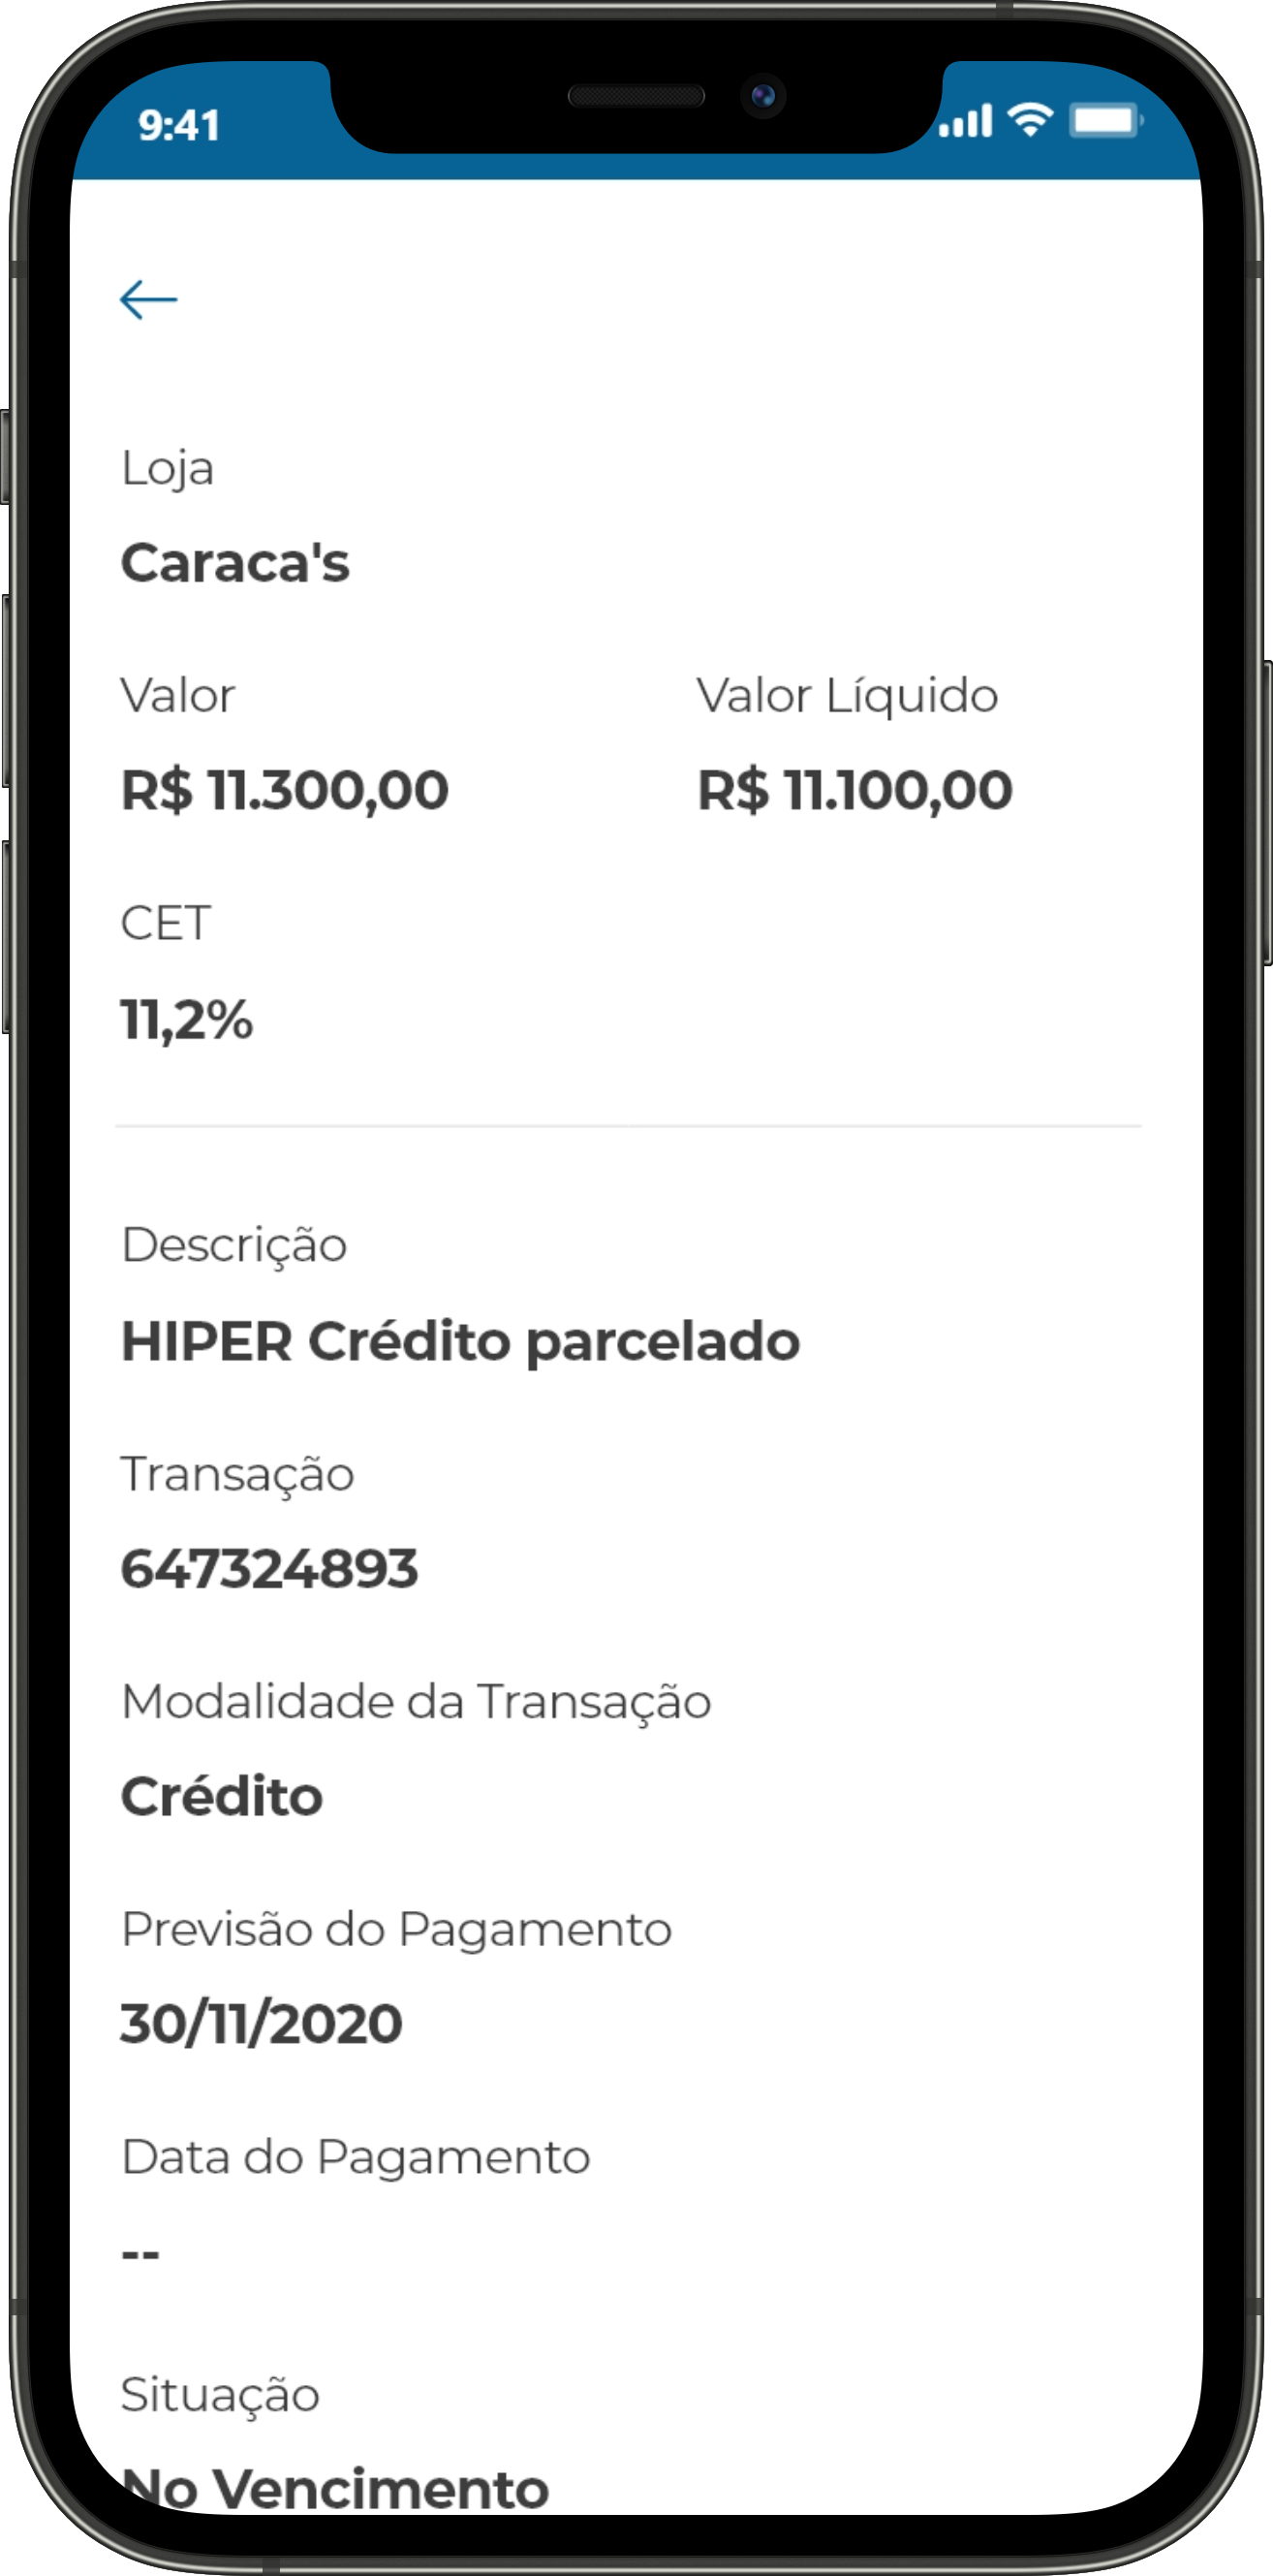 9:41
Loja
Caraca's
Valor Valor Líquido
R$ 11.300,00 R$ 11.100,00
CET
11,2%
Descrição
HIPER Crédito parcelado
Transação
647324893
Modalidade da Transação
Crédito
Previsão do Pagamento
30/11/2020
Data do Pagamento
--
Situação
No Vencimento